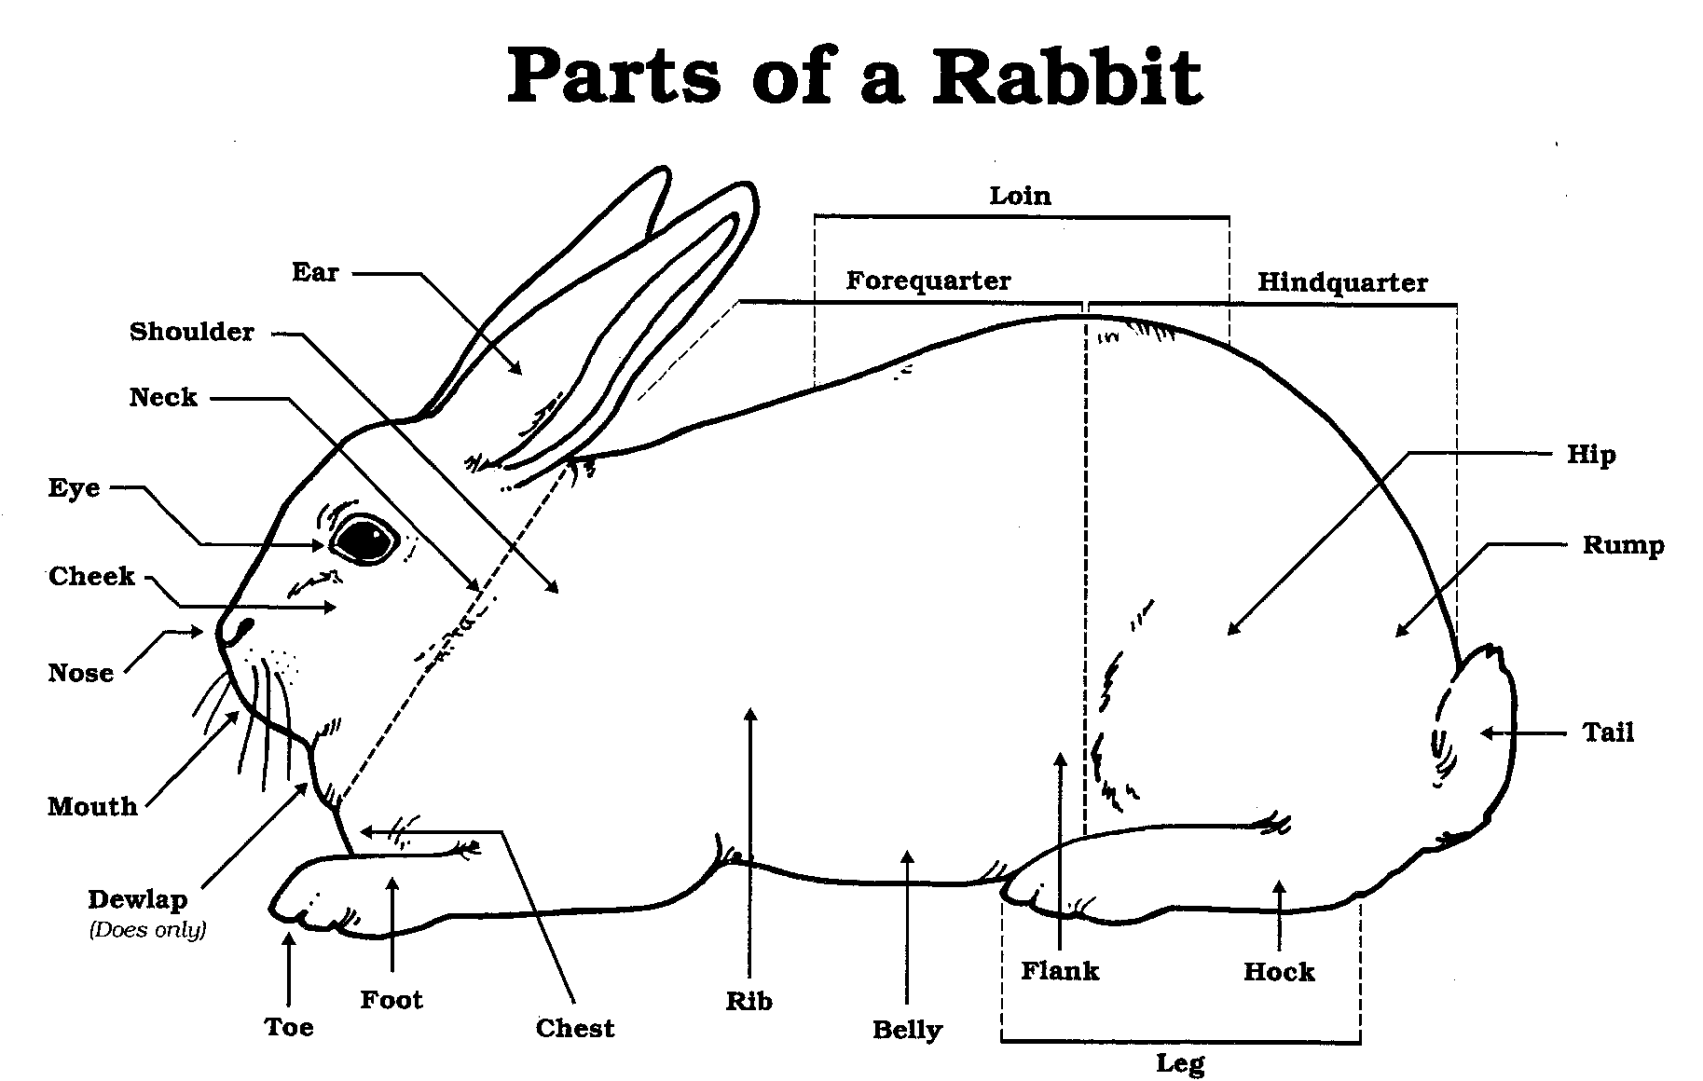 Parts of a Rabbit
Loin
Ear
Forequarter
Hindquarter
Shoulder
Neck
Hip
Eye
Rump
Cheek
Nose
Tail
Mouth
Dewlap
(Does only)
Flank
Hock
Foot
Rib
Toe
Chest
Belly
Leg